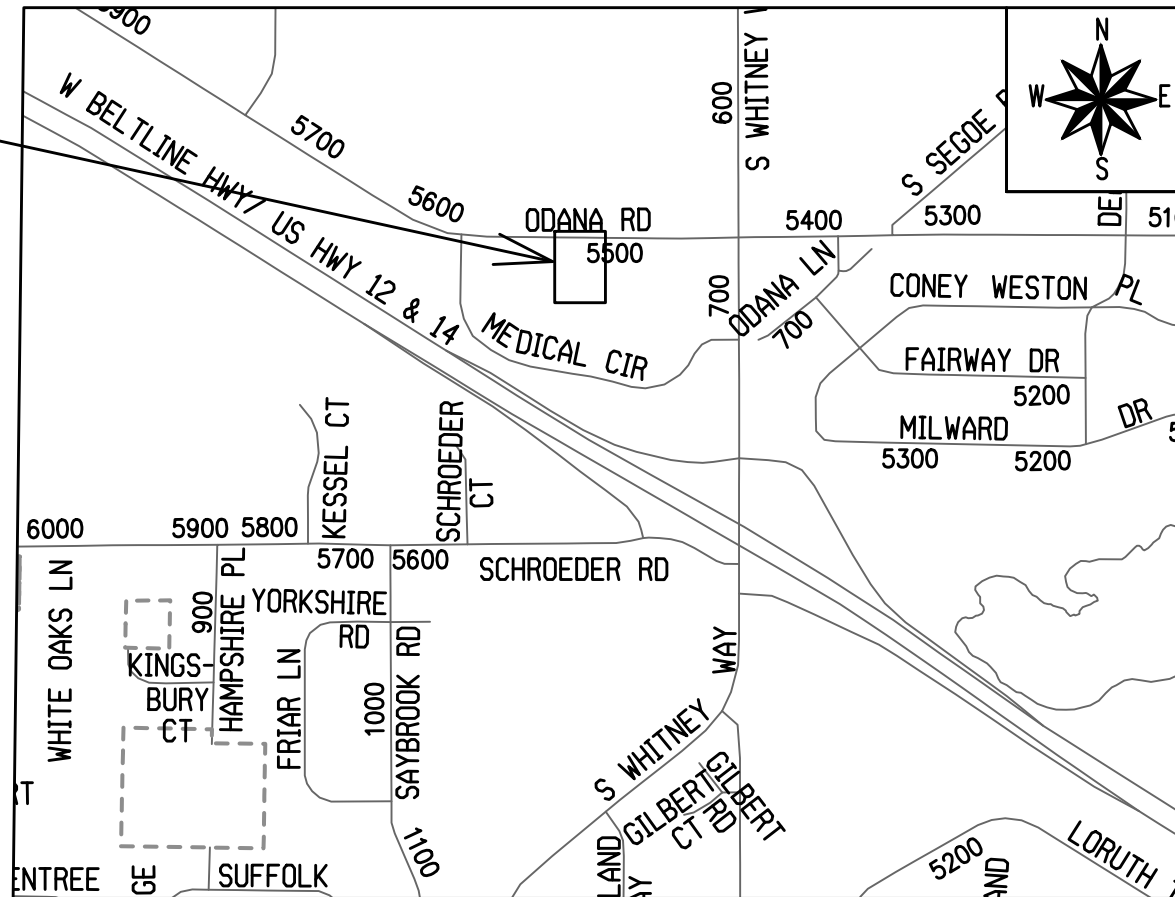 N
W
E
S
5700
600
S WHITNEY
W BELTLINE HWY/ US HWY 12 & 14
S SEGOE
5600
ODANA RD
5500
5400
5300
CONEY WESTON PL
700
ODANA LN
700
MEDICAL CIR
FAIRWAY DR
5200
MILWARD DR
5300
5200
KESSEL CT
SCHROEDER
CT
6000
5900
5800
5700
5600
SCHROEDER RD
WHITE OAKS LN
900
HAMPSHIRE PL
YORKSHIRE
RD
KINGS-
BURY
CT
FRIAR LN
1000
SAYBROOK RD
WAY
S WHITNEY
GILBERT
CT
GILBERT
RD
1100
SUFFOLK
5200
LORUTH